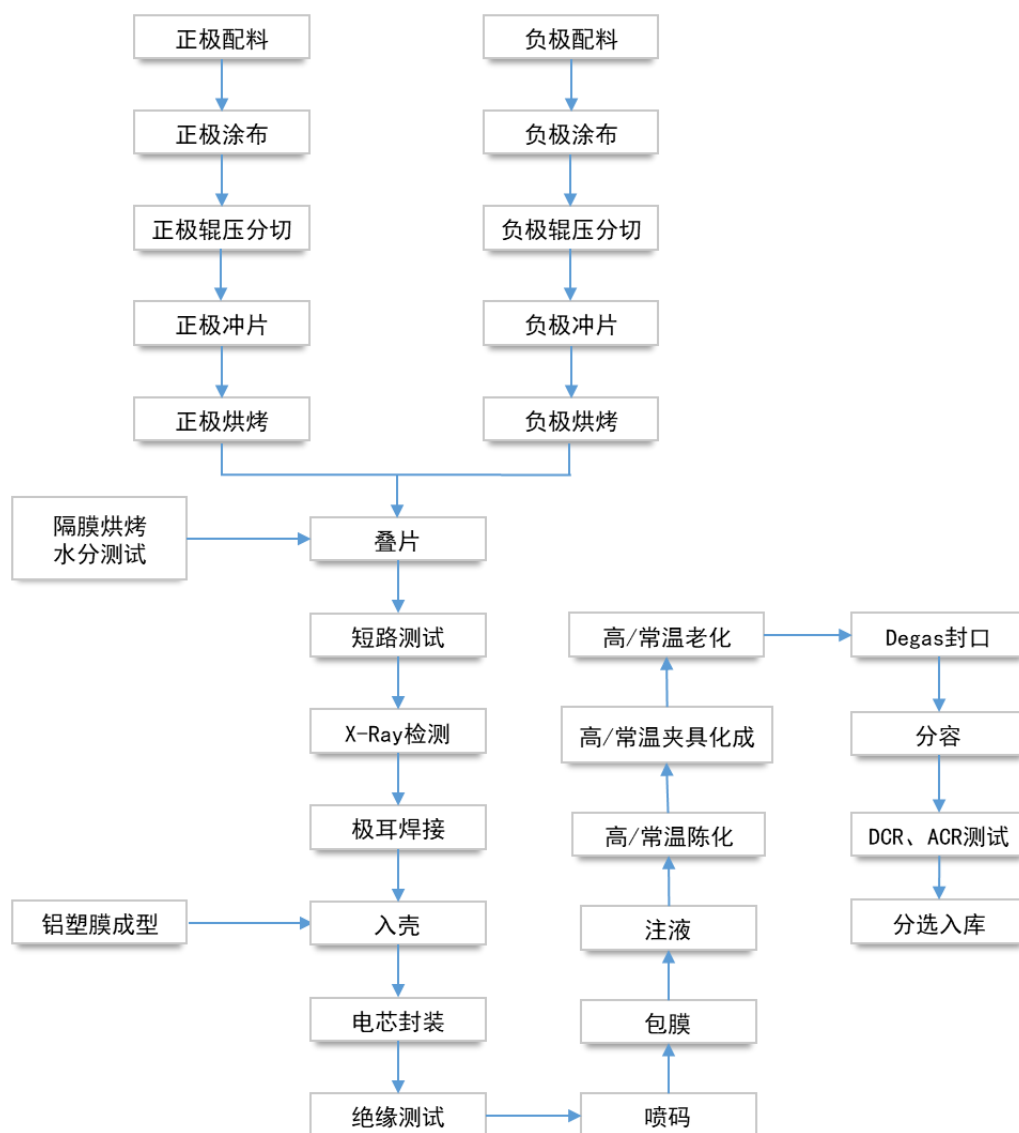 正极配料
负极配料
正极涂布
负极涂布
正极辊压分切
负极辊压分切
正极冲片
负极冲片
正极烘烤
负极烘烤
隔膜烘烤
水分测试
叠片
短路测试
X-Ray检测
极耳焊接
铝塑膜成型
入壳
电芯封装
绝缘测试
喷码
包膜
注液
高/常温陈化
高/常温夹具化成
高/常温老化
Degas封口
分容
DCR、ACR测试
分选入库